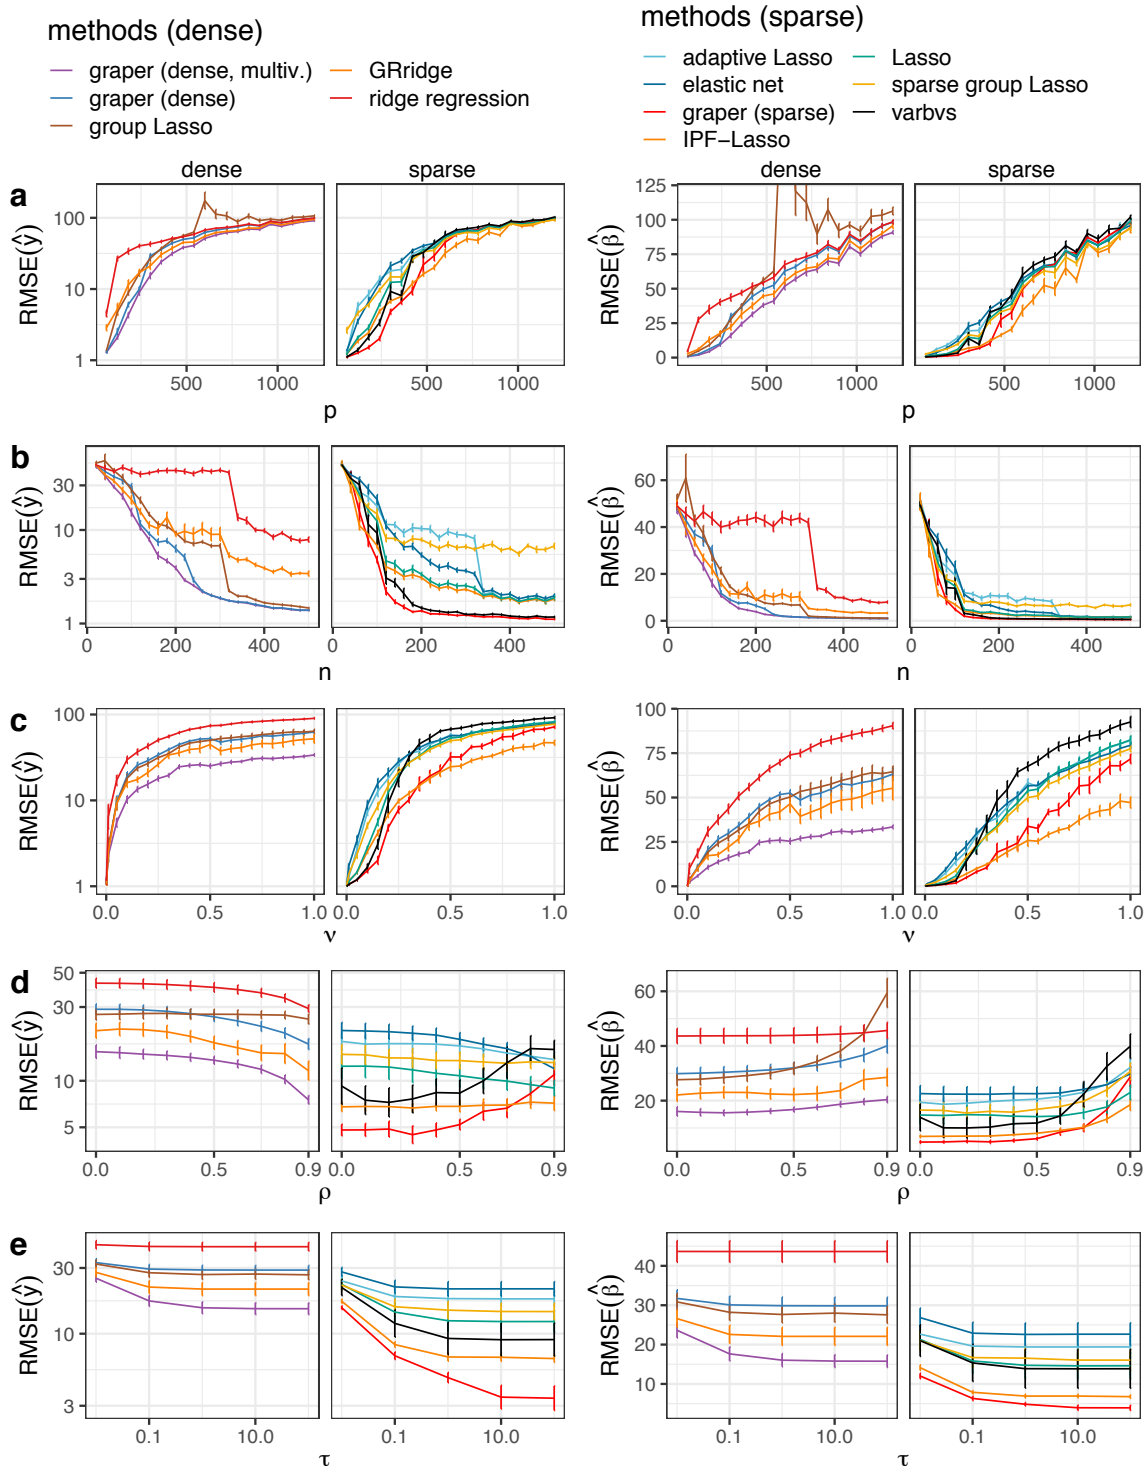 methods (dense)
graper (dense, multiv.)
graper (dense)
group Lasso
GRridge
ridge regression
methods (sparse)
adaptive Lasso
elastic net
graper (sparse)
IPF−Lasso
Lasso
sparse group Lasso
varbvs
a
dense
sparse
RMSE(ŷ)
100
10
1
500
1000
500
1000
p
dense
sparse
RMSE(β̂)
125
100
75
50
25
0
500
1000
500
1000
p
b
RMSE(ŷ)
30
10
3
1
0
200
400
0
200
400
n
RMSE(β̂)
60
40
20
0
0
200
400
0
200
400
n
c
RMSE(ŷ)
100
10
1
0.0
0.5
1.0
0.0
0.5
1.0
ν
RMSE(β̂)
100
75
50
25
0
0.0
0.5
1.0
0.0
0.5
1.0
ν
d
RMSE(ŷ)
50
30
10
5
0.0
0.5
0.9
0.0
0.5
0.9
ρ
RMSE(β̂)
60
40
20
0.0
0.5
0.9
0.0
0.5
0.9
ρ
e
RMSE(ŷ)
30
10
3
0.1
10.0
0.1
10.0
τ
RMSE(β̂)
40
30
20
10
0.1
10.0
0.1
10.0
τ